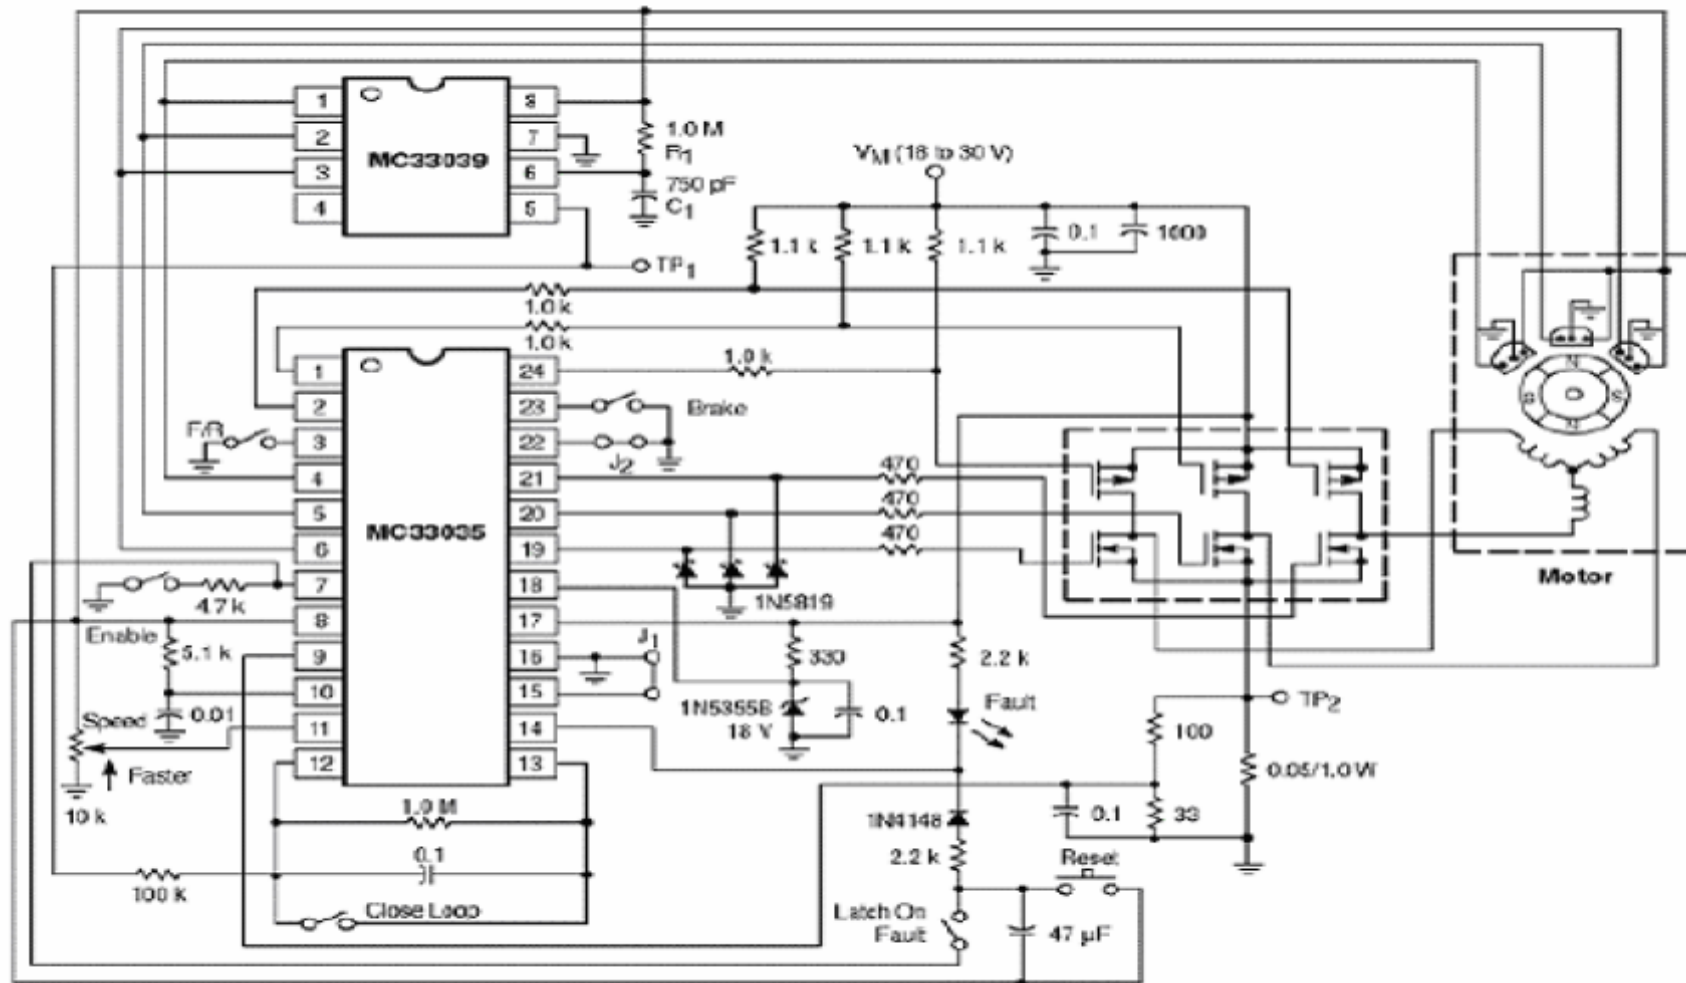 1
2
3
4
8
7
6
5
MC33039
1.0 M
R1
750 pF
C1
TP1
VM (18 to 30 V)
1.1 k
1.1 k
1.1 k
0.1
1000
1.0 k
1.0 k
1.0 k
1
2
3
4
5
6
7
8
9
10
11
12
24
23
22
21
20
19
18
17
16
15
14
13
MC33035
F/R
Brake
J2
470
470
470
1N5819
4.7 k
Enable
5.1 k
0.01
Speed
Faster
10 k
J1
330
1N5355B
18 V
0.1
2.2 k
Fault
TP2
100
0.05/1.0 W
33
0.1
1N4148
2.2 k
Reset
Latch On
Fault
47 µF
1.0 M
0.1
100 k
Close Loop
N
S
N
Motor